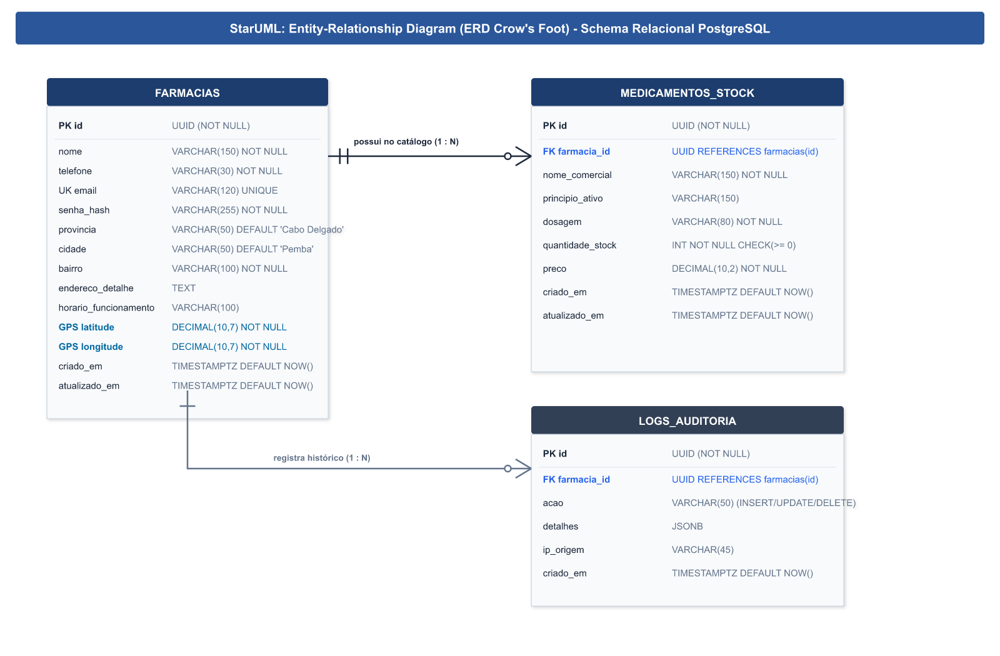 StarUML: Entity-Relationship Diagram (ERD Crow's Foot) - Schema Relacional PostgreSQL
FARMACIAS
PK id UUID (NOT NULL)
nome VARCHAR(150) NOT NULL
telefone VARCHAR(30) NOT NULL
UK email VARCHAR(120) UNIQUE
senha_hash VARCHAR(255) NOT NULL
provincia VARCHAR(50) DEFAULT 'Cabo Delgado'
cidade VARCHAR(50) DEFAULT 'Pemba'
bairro VARCHAR(100) NOT NULL
endereco_detalhe TEXT
horario_funcionamento VARCHAR(100)
GPS latitude DECIMAL(10,7) NOT NULL
GPS longitude DECIMAL(10,7) NOT NULL
criado_em TIMESTAMPTZ DEFAULT NOW()
atualizado_em TIMESTAMPTZ DEFAULT NOW()
possui no catálogo (1 : N)
MEDICAMENTOS_STOCK
PK id UUID (NOT NULL)
FK farmacia_id UUID REFERENCES farmacias(id)
nome_comercial VARCHAR(150) NOT NULL
principio_ativo VARCHAR(150)
dosagem VARCHAR(80) NOT NULL
quantidade_stock INT NOT NULL CHECK(>= 0)
preco DECIMAL(10,2) NOT NULL
criado_em TIMESTAMPTZ DEFAULT NOW()
atualizado_em TIMESTAMPTZ DEFAULT NOW()
registra histórico (1 : N)
LOGS_AUDITORIA
PK id UUID (NOT NULL)
FK farmacia_id UUID REFERENCES farmacias(id)
acao VARCHAR(50) (INSERT/UPDATE/DELETE)
detalhes JSONB
ip_origem VARCHAR(45)
criado_em TIMESTAMPTZ DEFAULT NOW()